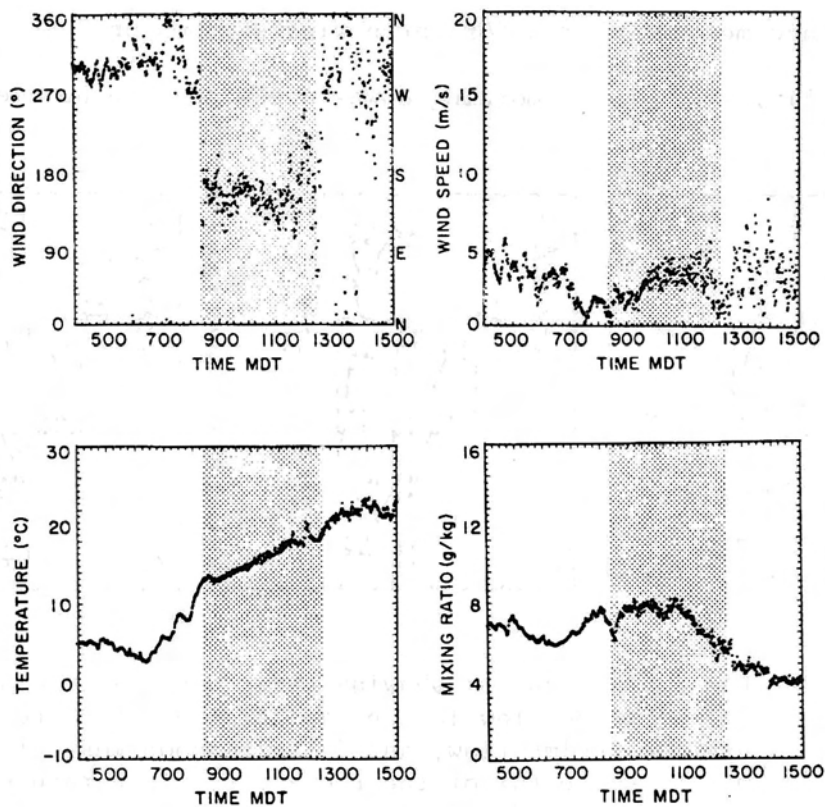 360
270
180
90
0
WIND DIRECTION (°)
N
W
S
E
N
500 700 900 1100 1300 1500
TIME MDT
20
15
10
5
0
WIND SPEED (m/s)
500 700 900 1100 1300 1500
TIME MDT
30
20
10
0
-10
TEMPERATURE (°C)
500 700 900 1100 1300 1500
TIME MDT
16
12
8
4
0
MIXING RATIO (g/kg)
500 700 900 1100 1300 1500
TIME MDT